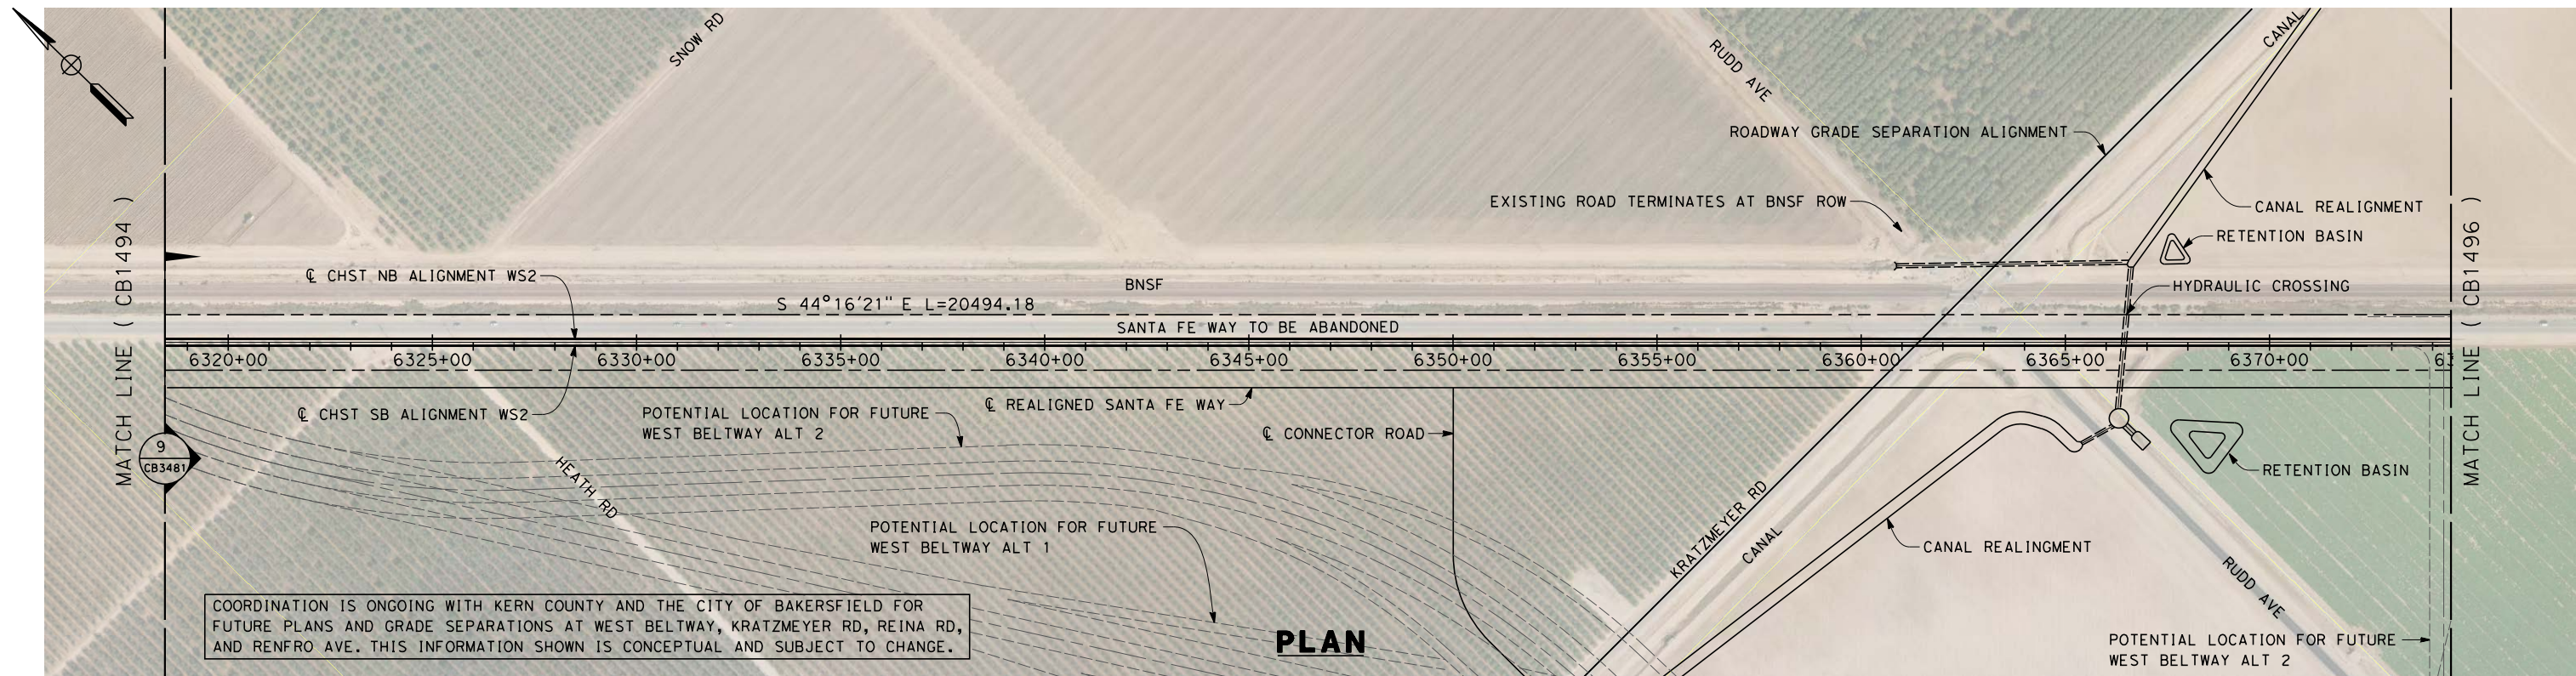 SNOW RD
RUDD AVE
CANAL
ROADWAY GRADE SEPARATION ALIGNMENT
EXISTING ROAD TERMINATES AT BNSF ROW
CANAL REALIGNMENT
RETENTION BASIN
MATCH LINE ( CB1494 )
MATCH LINE ( CB1496 )
℄ CHST NB ALIGNMENT WS2
BNSF
HYDRAULIC CROSSING
S 44°16'21" E L=20494.18
SANTA FE WAY TO BE ABANDONED
6320+00 6325+00 6330+00 6335+00 6340+00 6345+00 6350+00 6355+00 6360+00 6365+00 6370+00 63
℄ CHST SB ALIGNMENT WS2
POTENTIAL LOCATION FOR FUTURE
WEST BELTWAY ALT 2
℄ REALIGNED SANTA FE WAY
℄ CONNECTOR ROAD
9
CB3481
HEATH RD
RETENTION BASIN
POTENTIAL LOCATION FOR FUTURE
WEST BELTWAY ALT 1
KRATZMEYER RD
CANAL
CANAL REALINGMENT
RUDD AVE
COORDINATION IS ONGOING WITH KERN COUNTY AND THE CITY OF BAKERSFIELD FOR
FUTURE PLANS AND GRADE SEPARATIONS AT WEST BELTWAY, KRATZMEYER RD, REINA RD,
AND RENFRO AVE. THIS INFORMATION SHOWN IS CONCEPTUAL AND SUBJECT TO CHANGE.
PLAN
POTENTIAL LOCATION FOR FUTURE
WEST BELTWAY ALT 2